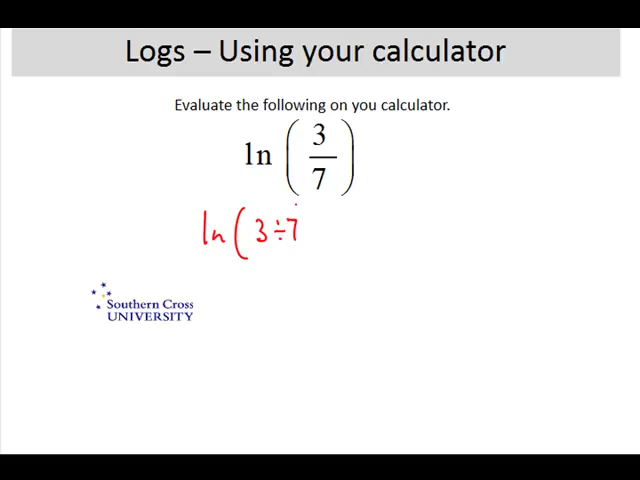 Logs – Using your calculator
Evaluate the following on you calculator.
ln (3/7)
ln ( 3 ÷ 7
Southern Cross
UNIVERSITY